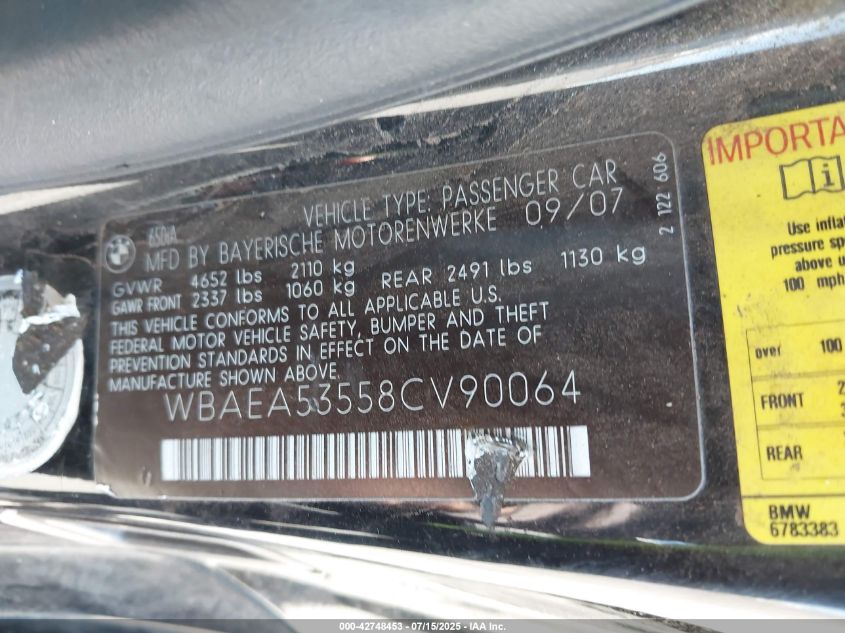 BMW
650iA
VEHICLE TYPE: PASSENGER CAR
MFD BY BAYERISCHE MOTORENWERKE 09/07
GVWR 4652 lbs 2110 kg
GAWR FRONT 2337 lbs 1060 kg REAR 2491 lbs 1130 kg
THIS VEHICLE CONFORMS TO ALL APPLICABLE U.S.
FEDERAL MOTOR VEHICLE SAFETY, BUMPER AND THEFT
PREVENTION STANDARDS IN EFFECT ON THE DATE OF
MANUFACTURE SHOWN ABOVE.
WBAEA53558CV90064
2 122 606
IMPORTA
Use infla
pressure sp
above u
100 mph
over 100
FRONT
REAR
BMW
6783383
000-42748453 - 07/15/2025 - IAA Inc.